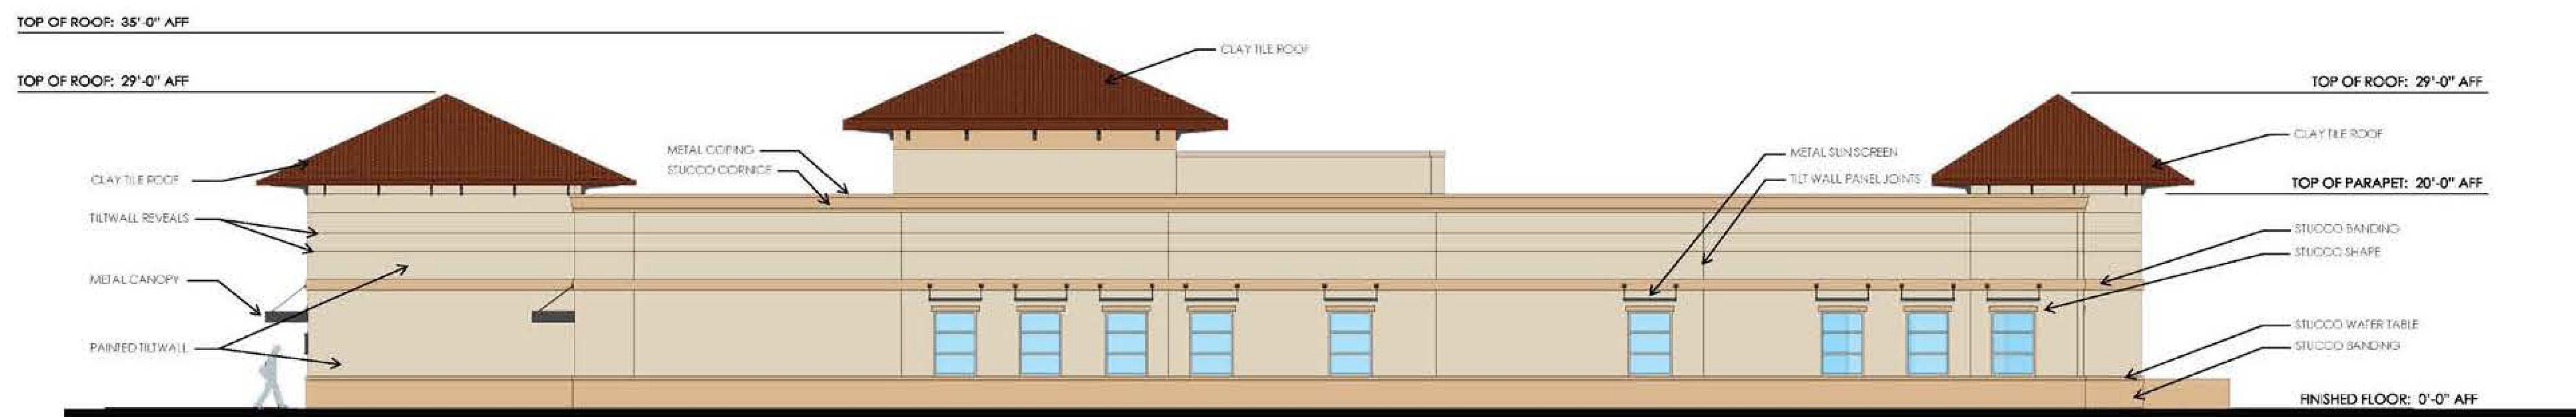 TOP OF ROOF: 35'-0" AFF
CLAY TILE ROOF
TOP OF ROOF: 29'-0" AFF
TOP OF ROOF: 29'-0" AFF
CLAY TILE ROOF
METAL COPING
METAL SUN SCREEN
STUCCO CORNICE
CLAY TILE ROOF
TILT WALL PANEL JOINTS
TOP OF PARAPET: 20'-0" AFF
TILTWALL REVEALS
STUCCO BANDING
STUCCO SHAPE
METAL CANOPY
STUCCO WATER TABLE
PAINTED TILTWALL
STUCCO BANDING
FINISHED FLOOR: 0'-0" AFF